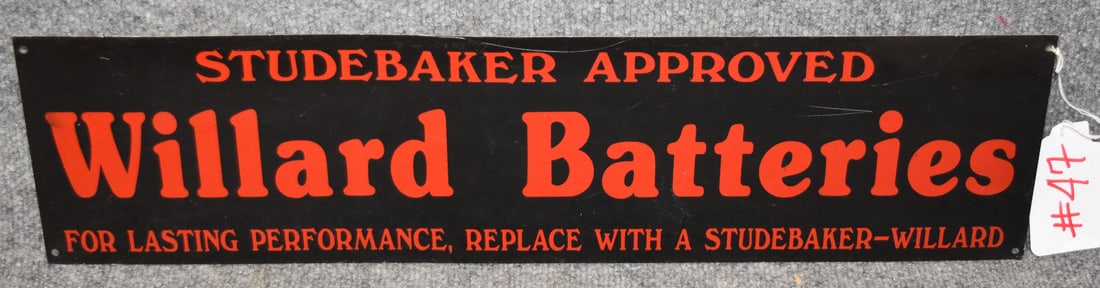 STUDEBAKER APPROVED
Willard Batteries
FOR LASTING PERFORMANCE, REPLACE WITH A STUDEBAKER-WILLARD
#47